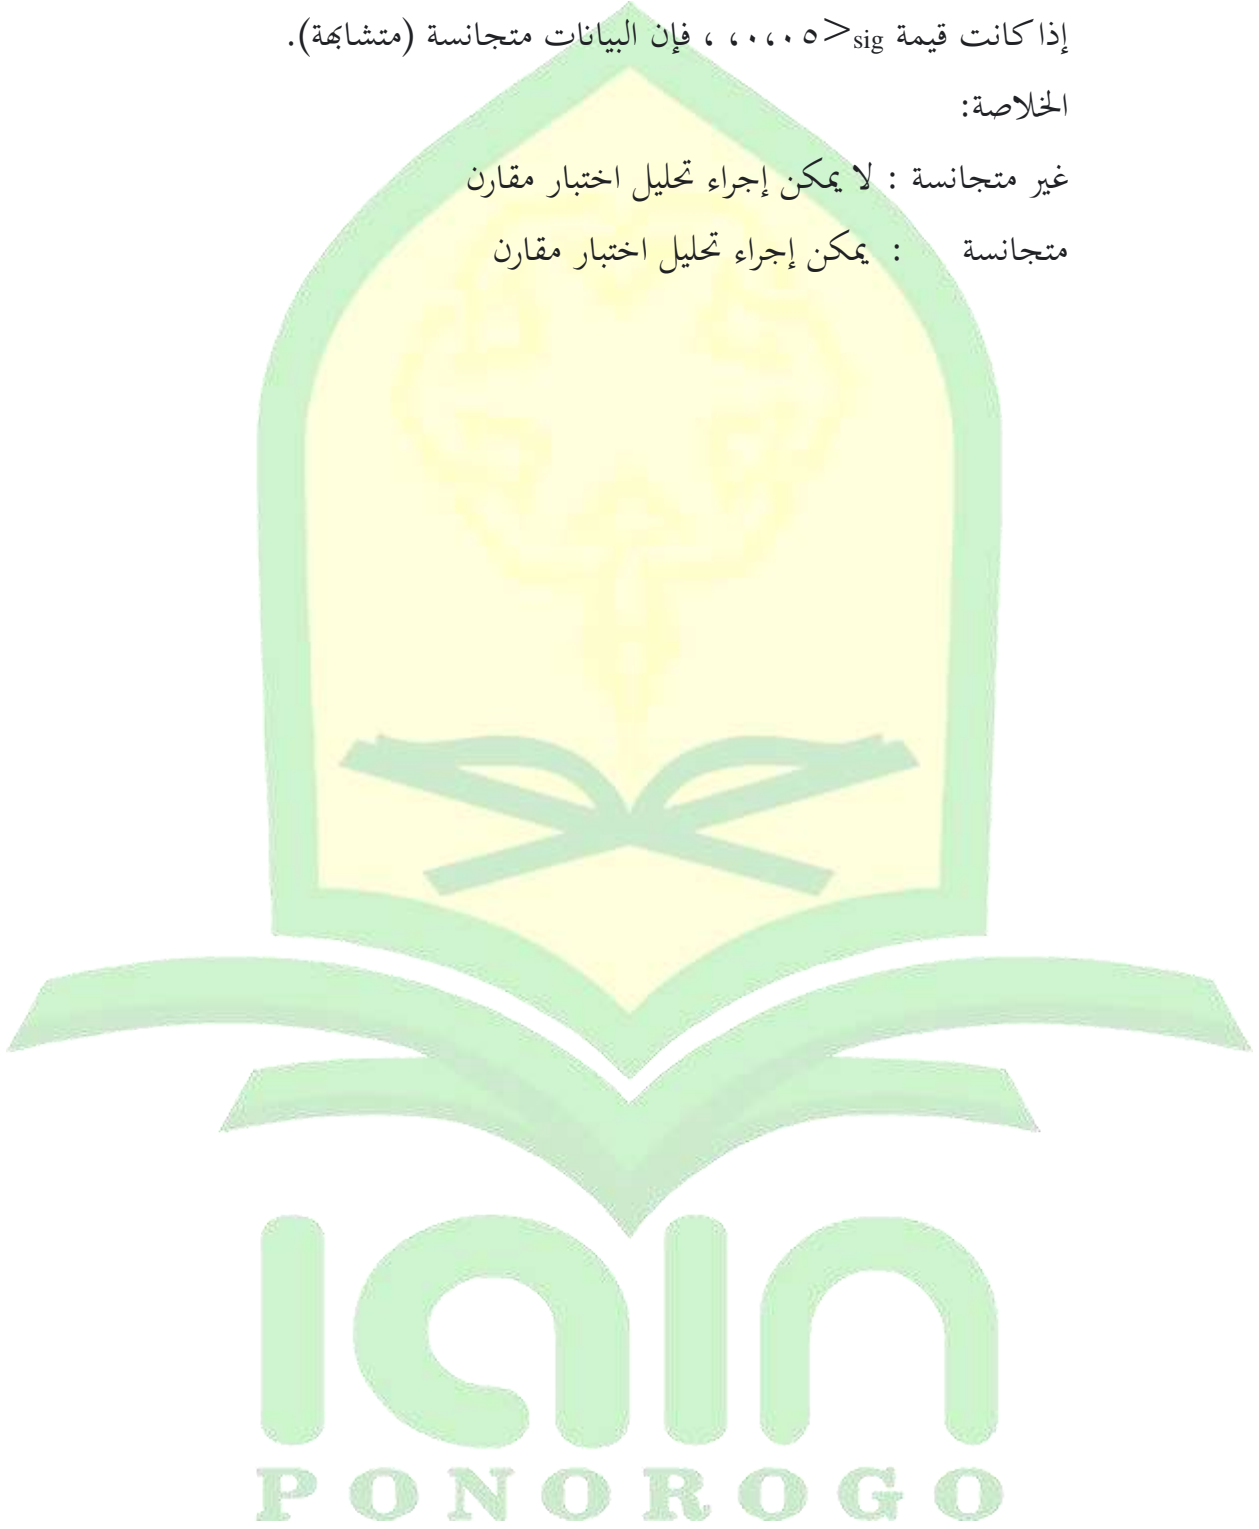 إذا كانت قيمة sig>٠،٠٥، ، فإن البيانات متجانسة (متشابهة).
الخلاصة:
غير متجانسة : لا يمكن إجراء تحليل اختبار مقارن
متجانسة : يمكن إجراء تحليل اختبار مقارن
iain
PONOROGO